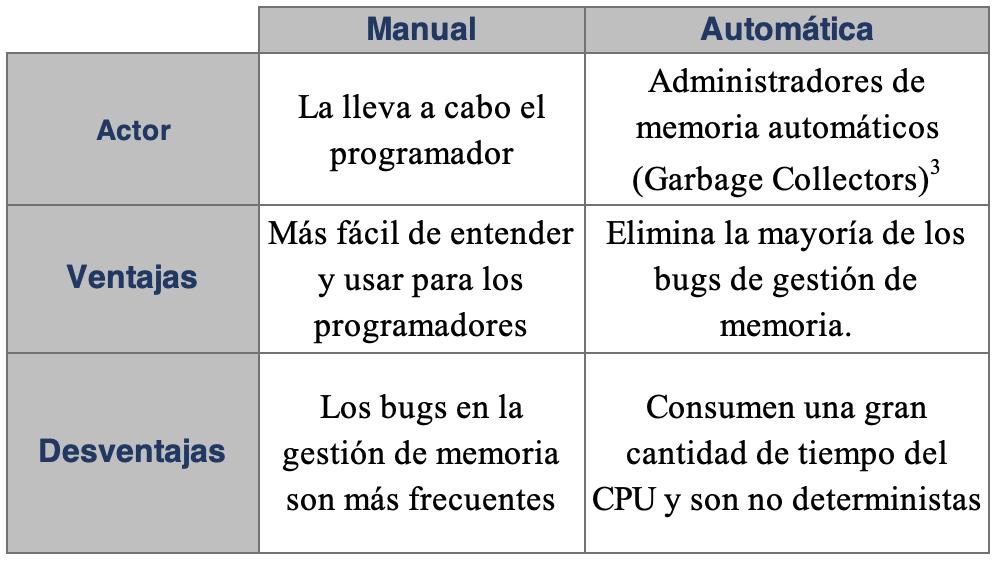 Manual
Automática
Actor
La lleva a cabo el
programador
Administradores de
memoria automáticos
(Garbage Collectors)³
Ventajas
Más fácil de entender
y usar para los
programadores
Elimina la mayoría de los
bugs de gestión de
memoria.
Desventajas
Los bugs en la
gestión de memoria
son más frecuentes
Consumen una gran
cantidad de tiempo del
CPU y son no deterministas